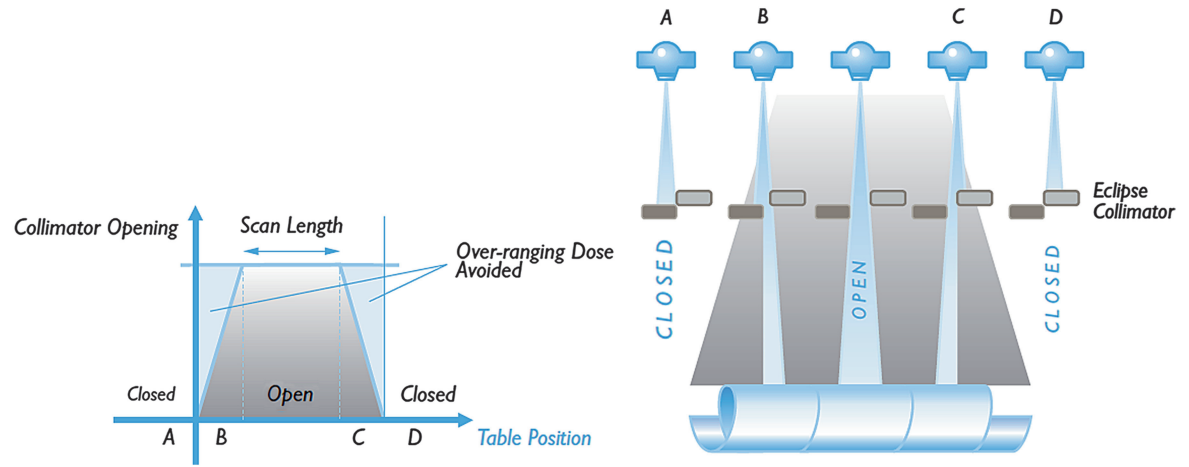 Collimator Opening
Scan Length
Over-ranging Dose
Avoided
Closed
Open
Closed
A
B
C
D
Table Position
A
B
C
D
Eclipse
Collimator
CLOSED
OPEN
CLOSED